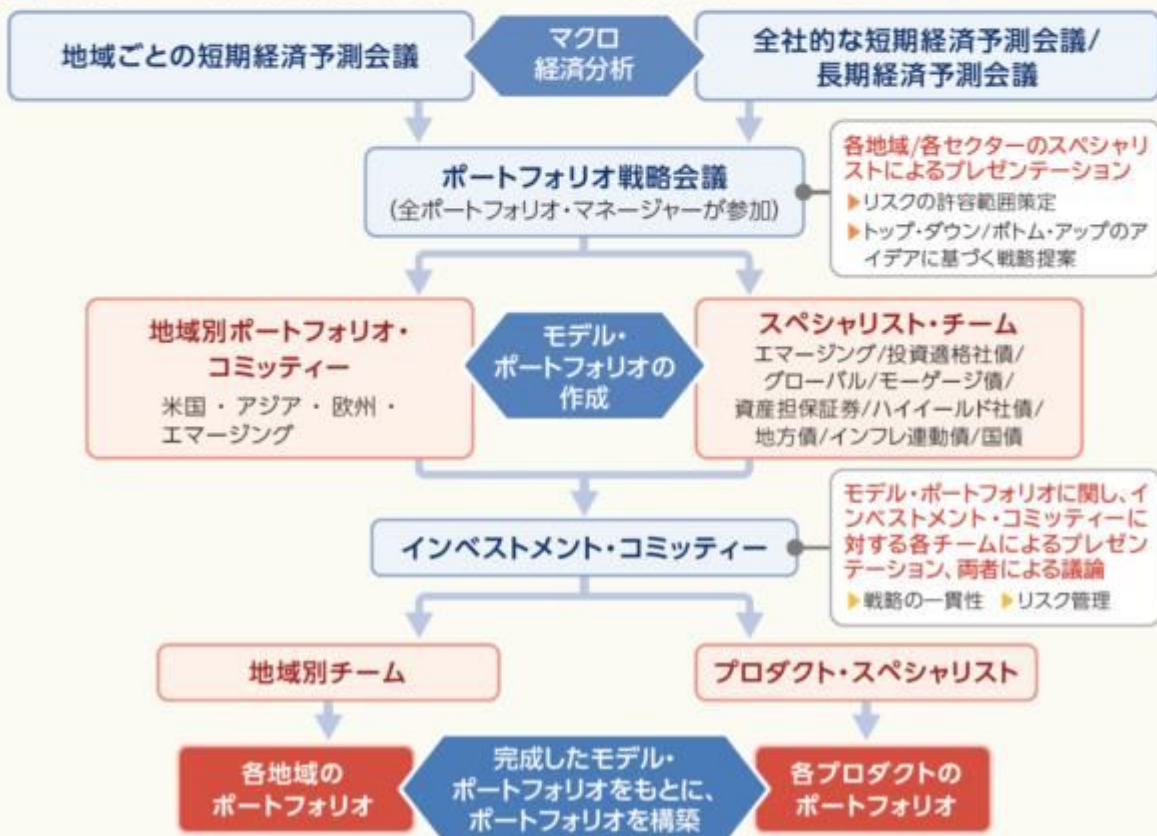 地域ごとの短期経済予測会議
マクロ
経済分析
全社的な短期経済予測会議/
長期経済予測会議
ポートフォリオ戦略会議
(全ポートフォリオ・マネージャーが参加)
各地域/各セクターのスペシャリ
ストによるプレゼンテーション
▶リスクの許容範囲策定
▶トップ・ダウン/ボトム・アップのア
イデアに基づく戦略提案
地域別ポートフォリオ・
コミッティー
米国 ・ アジア ・ 欧州 ・
エマージング
モデル・
ポートフォリオの
作成
スペシャリスト・チーム
エマージング/投資適格社債/
グローバル/モーゲージ債/
資産担保証券/ハイイールド社債/
地方債/インフレ連動債/国債
インベストメント・コミッティー
モデル・ポートフォリオに関し、イ
ンベストメント・コミッティーに
対する各チームによるプレゼン
テーション、両者による議論
▶戦略の一貫性 ▶リスク管理
地域別チーム
プロダクト・スペシャリスト
各地域の
ポートフォリオ
完成したモデル・
ポートフォリオをもとに、
ポートフォリオを構築
各プロダクトの
ポートフォリオ